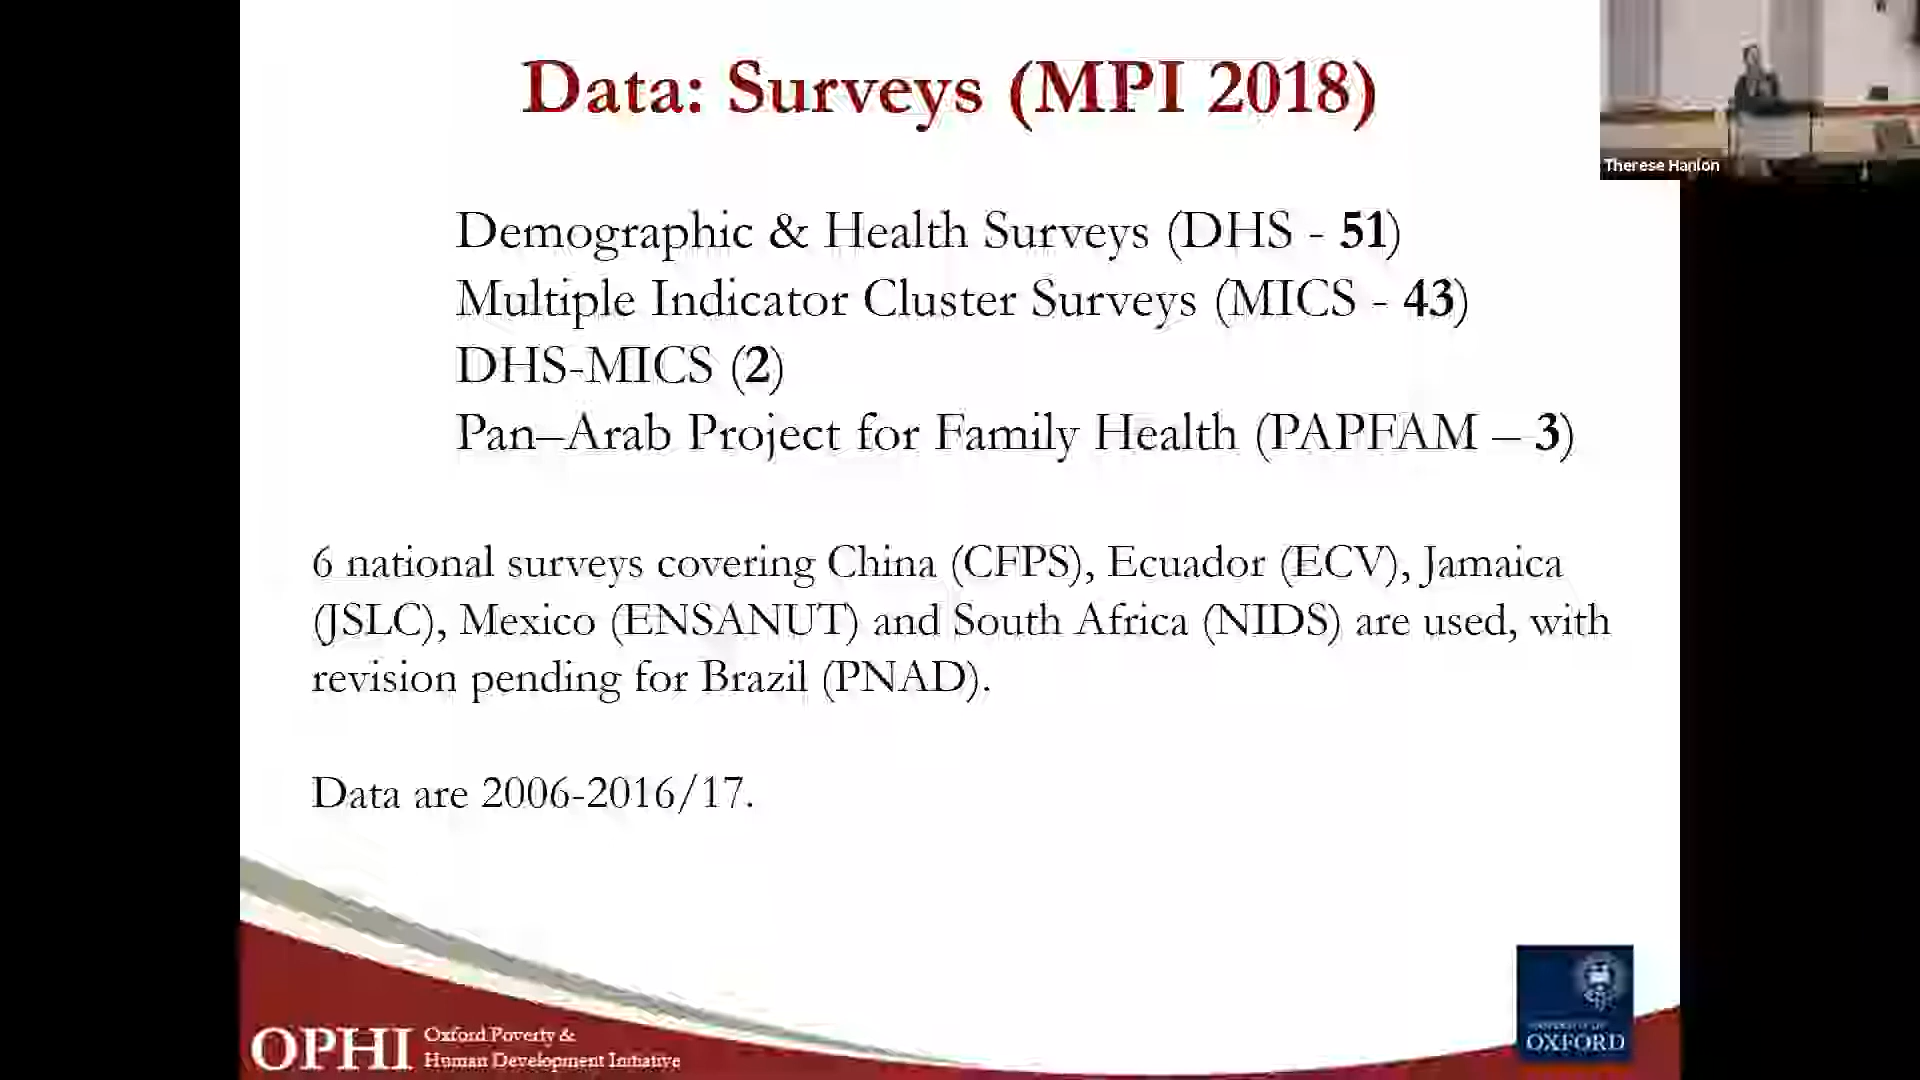 Data: Surveys (MPI 2018)
Therese Hanlon
Demographic & Health Surveys (DHS - 51)
Multiple Indicator Cluster Surveys (MICS - 43)
DHS-MICS (2)
Pan–Arab Project for Family Health (PAPFAM – 3)
6 national surveys covering China (CFPS), Ecuador (ECV), Jamaica
(JSLC), Mexico (ENSANUT) and South Africa (NIDS) are used, with
revision pending for Brazil (PNAD).
Data are 2006-2016/17.
OPHI
Oxford Poverty &
Human Development Initiative
UNIVERSITY OF
OXFORD